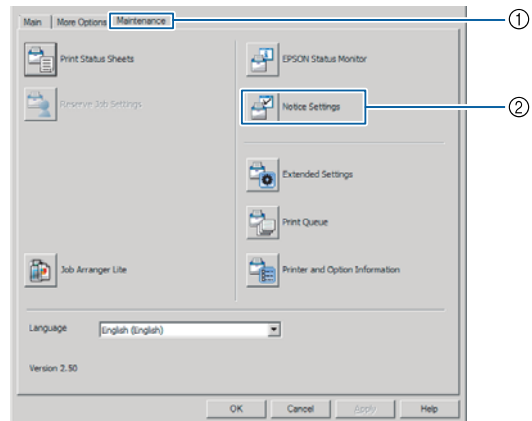 Main More Options Maintenance ①
Print Status Sheets EPSON Status Monitor
Reserve Job Settings Notice Settings ②
Extended Settings
Print Queue
Job Arranger Lite Printer and Option Information
Language English (English)
Version 2.50
OK Cancel Apply Help